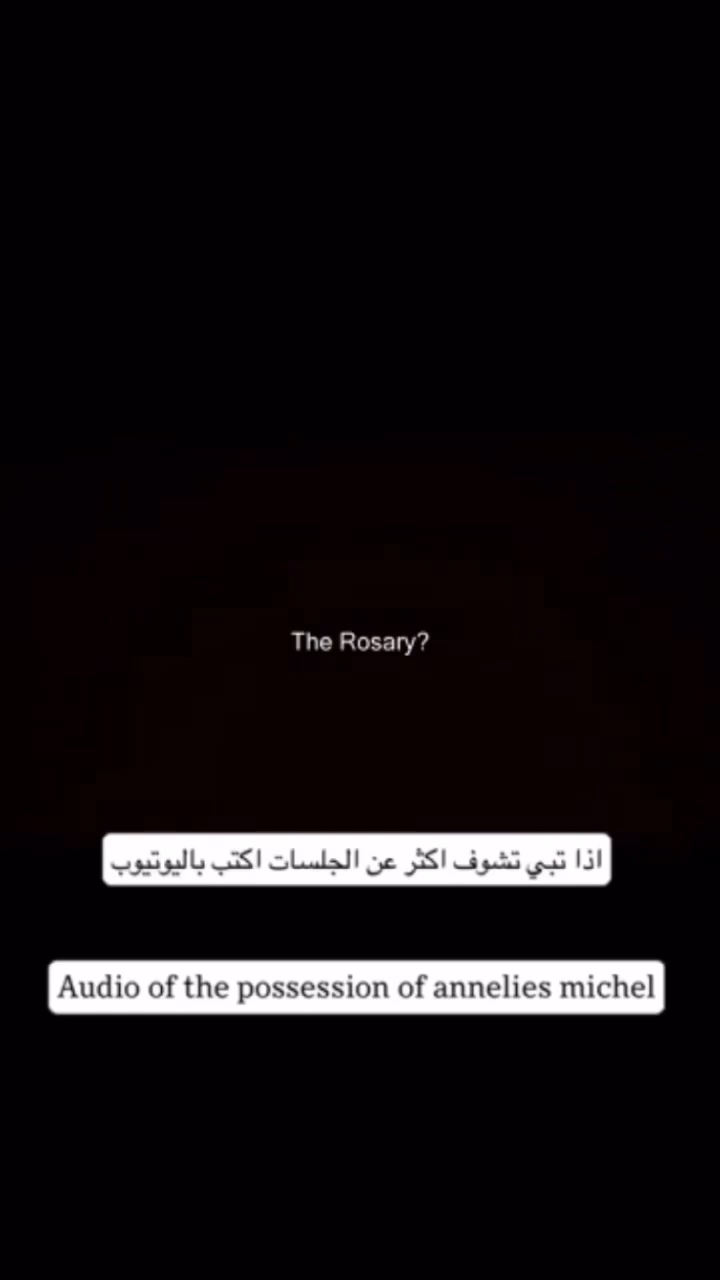 The Rosary?
اذا تبي تشوف اكثر عن الجلسات اكتب باليوتيوب
Audio of the possession of annelies michel